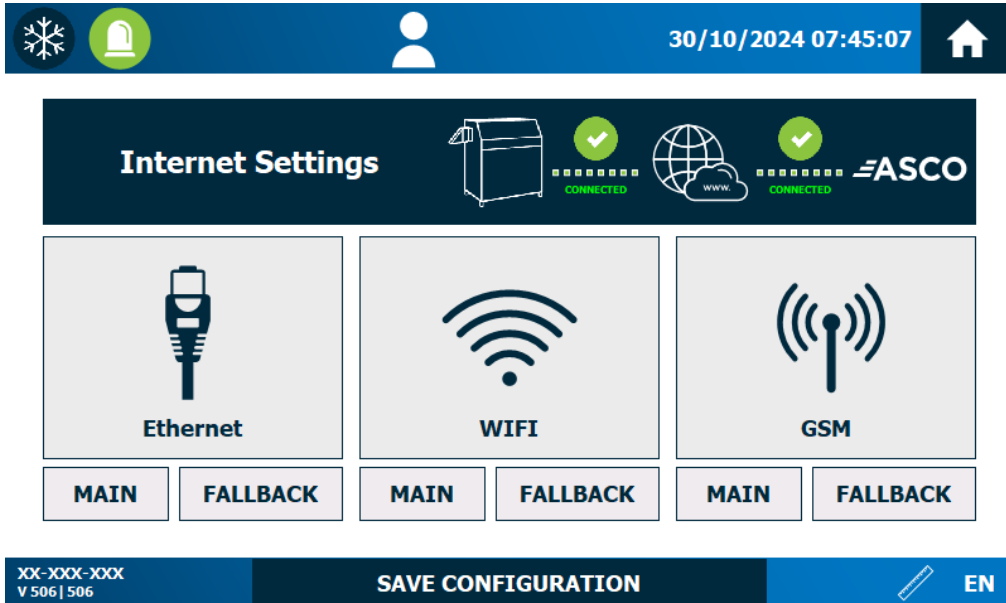 30/10/2024 07:45:07
Internet Settings
CONNECTED
www.
CONNECTED
ASCO
Ethernet
WIFI
GSM
MAIN
FALLBACK
MAIN
FALLBACK
MAIN
FALLBACK
XX-XXX-XXX
V 506 | 506
SAVE CONFIGURATION
EN